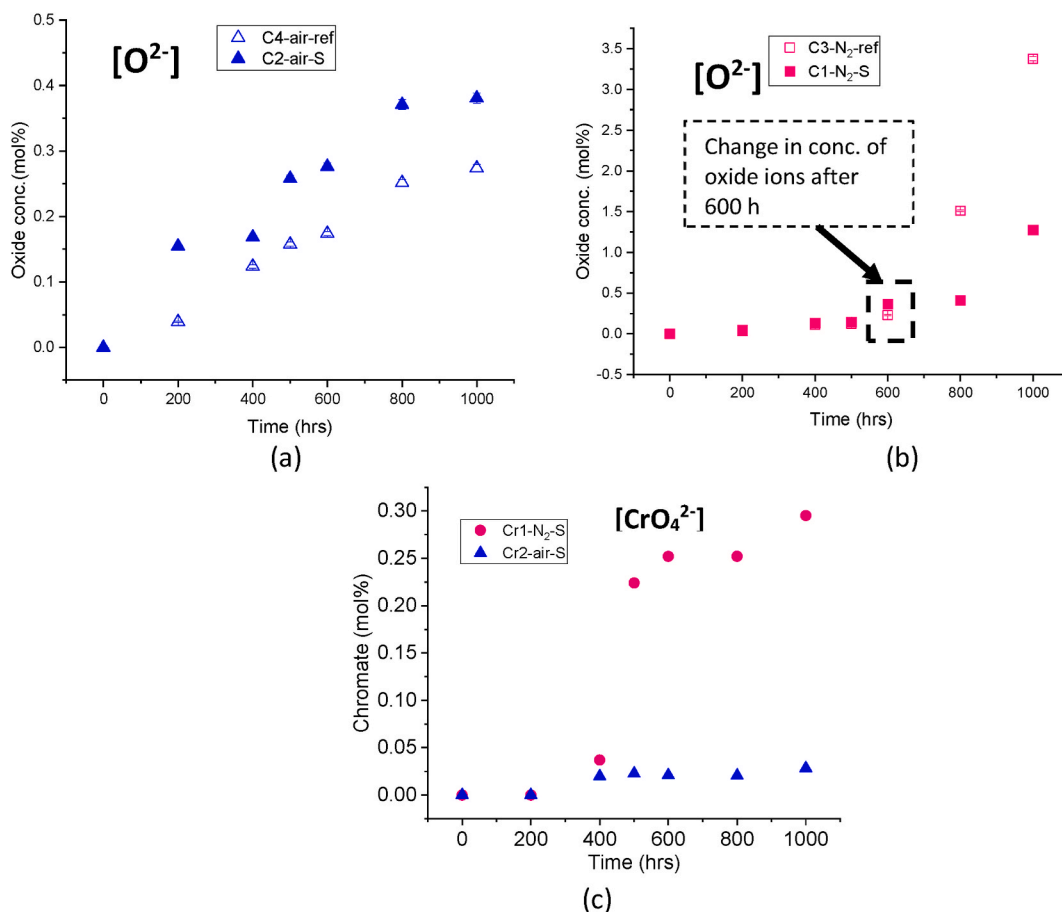 [O²⁻]
C4-air-ref
C2-air-S
Oxide conc.(mol%)
0.5
0.4
0.3
0.2
0.1
0.0
0 200 400 600 800 1000
Time (hrs)
(a)
[O²⁻]
C3-N₂-ref
C1-N₂-S
Change in conc. of
oxide ions after
600 h
Oxide conc. (mol%)
3.5
3.0
2.5
2.0
1.5
1.0
0.5
0.0
-0.5
0 200 400 600 800 1000
Time (hrs)
(b)
[CrO₄²⁻]
Cr1-N₂-S
Cr2-air-S
Chromate (mol%)
0.30
0.25
0.20
0.15
0.10
0.05
0.00
0 200 400 600 800 1000
Time (hrs)
(c)